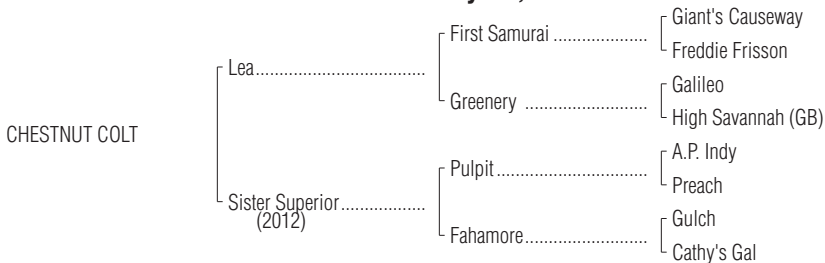 Giant's Causeway
First Samurai ........................
Freddie Frisson
Lea...........................................
Galileo
Greenery ...............................
High Savannah (GB)
CHESTNUT COLT
A.P. Indy
Pulpit......................................
Preach
Sister Superior.....................
(2012)
Gulch
Fahamore...............................
Cathy's Gal